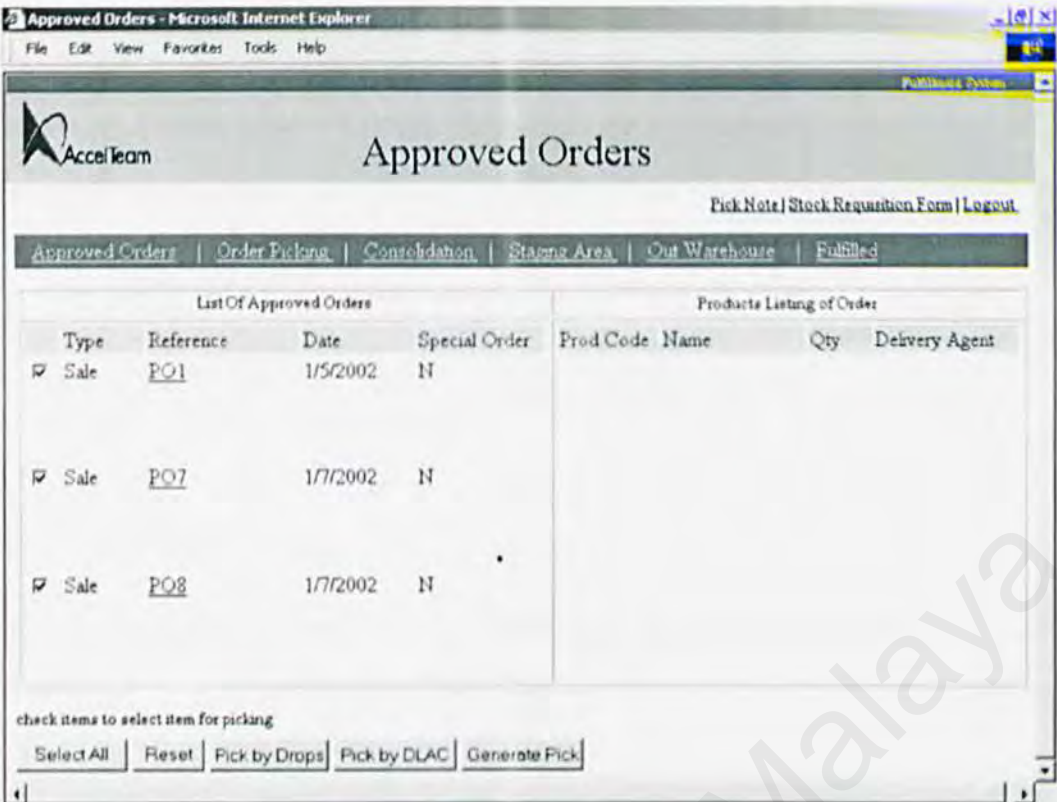 Approved Orders - Microsoft Internet Explorer
File Edit View Favorites Tools Help
Fulfillment System
AccelTeam
Approved Orders
Pick Note | Stock Requisition Form | Logout
Approved Orders | Order Picking | Consolidation | Staging Area | Out Warehouse | Fulfilled
List Of Approved Orders
Products Listing of Order
Type Reference Date Special Order Prod Code Name Qty Delivery Agent
Sale PO1 1/5/2002 N
Sale PO7 1/7/2002 N
Sale PO8 1/7/2002 N
check items to select item for picking
Select All Reset Pick by Drops Pick by DLAC Generate Pick
Malaya